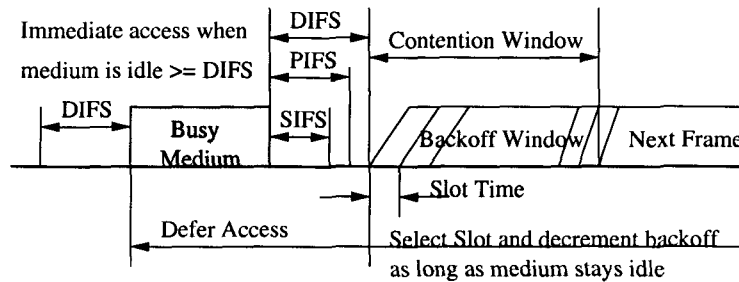 DIFS
Immediate access when
Contention Window
medium is idle >= DIFS
PIFS
DIFS
SIFS
Busy
Medium
Backoff Window
Next Frame
Slot Time
Defer Access
Select Slot and decrement backoff
as long as medium stays idle